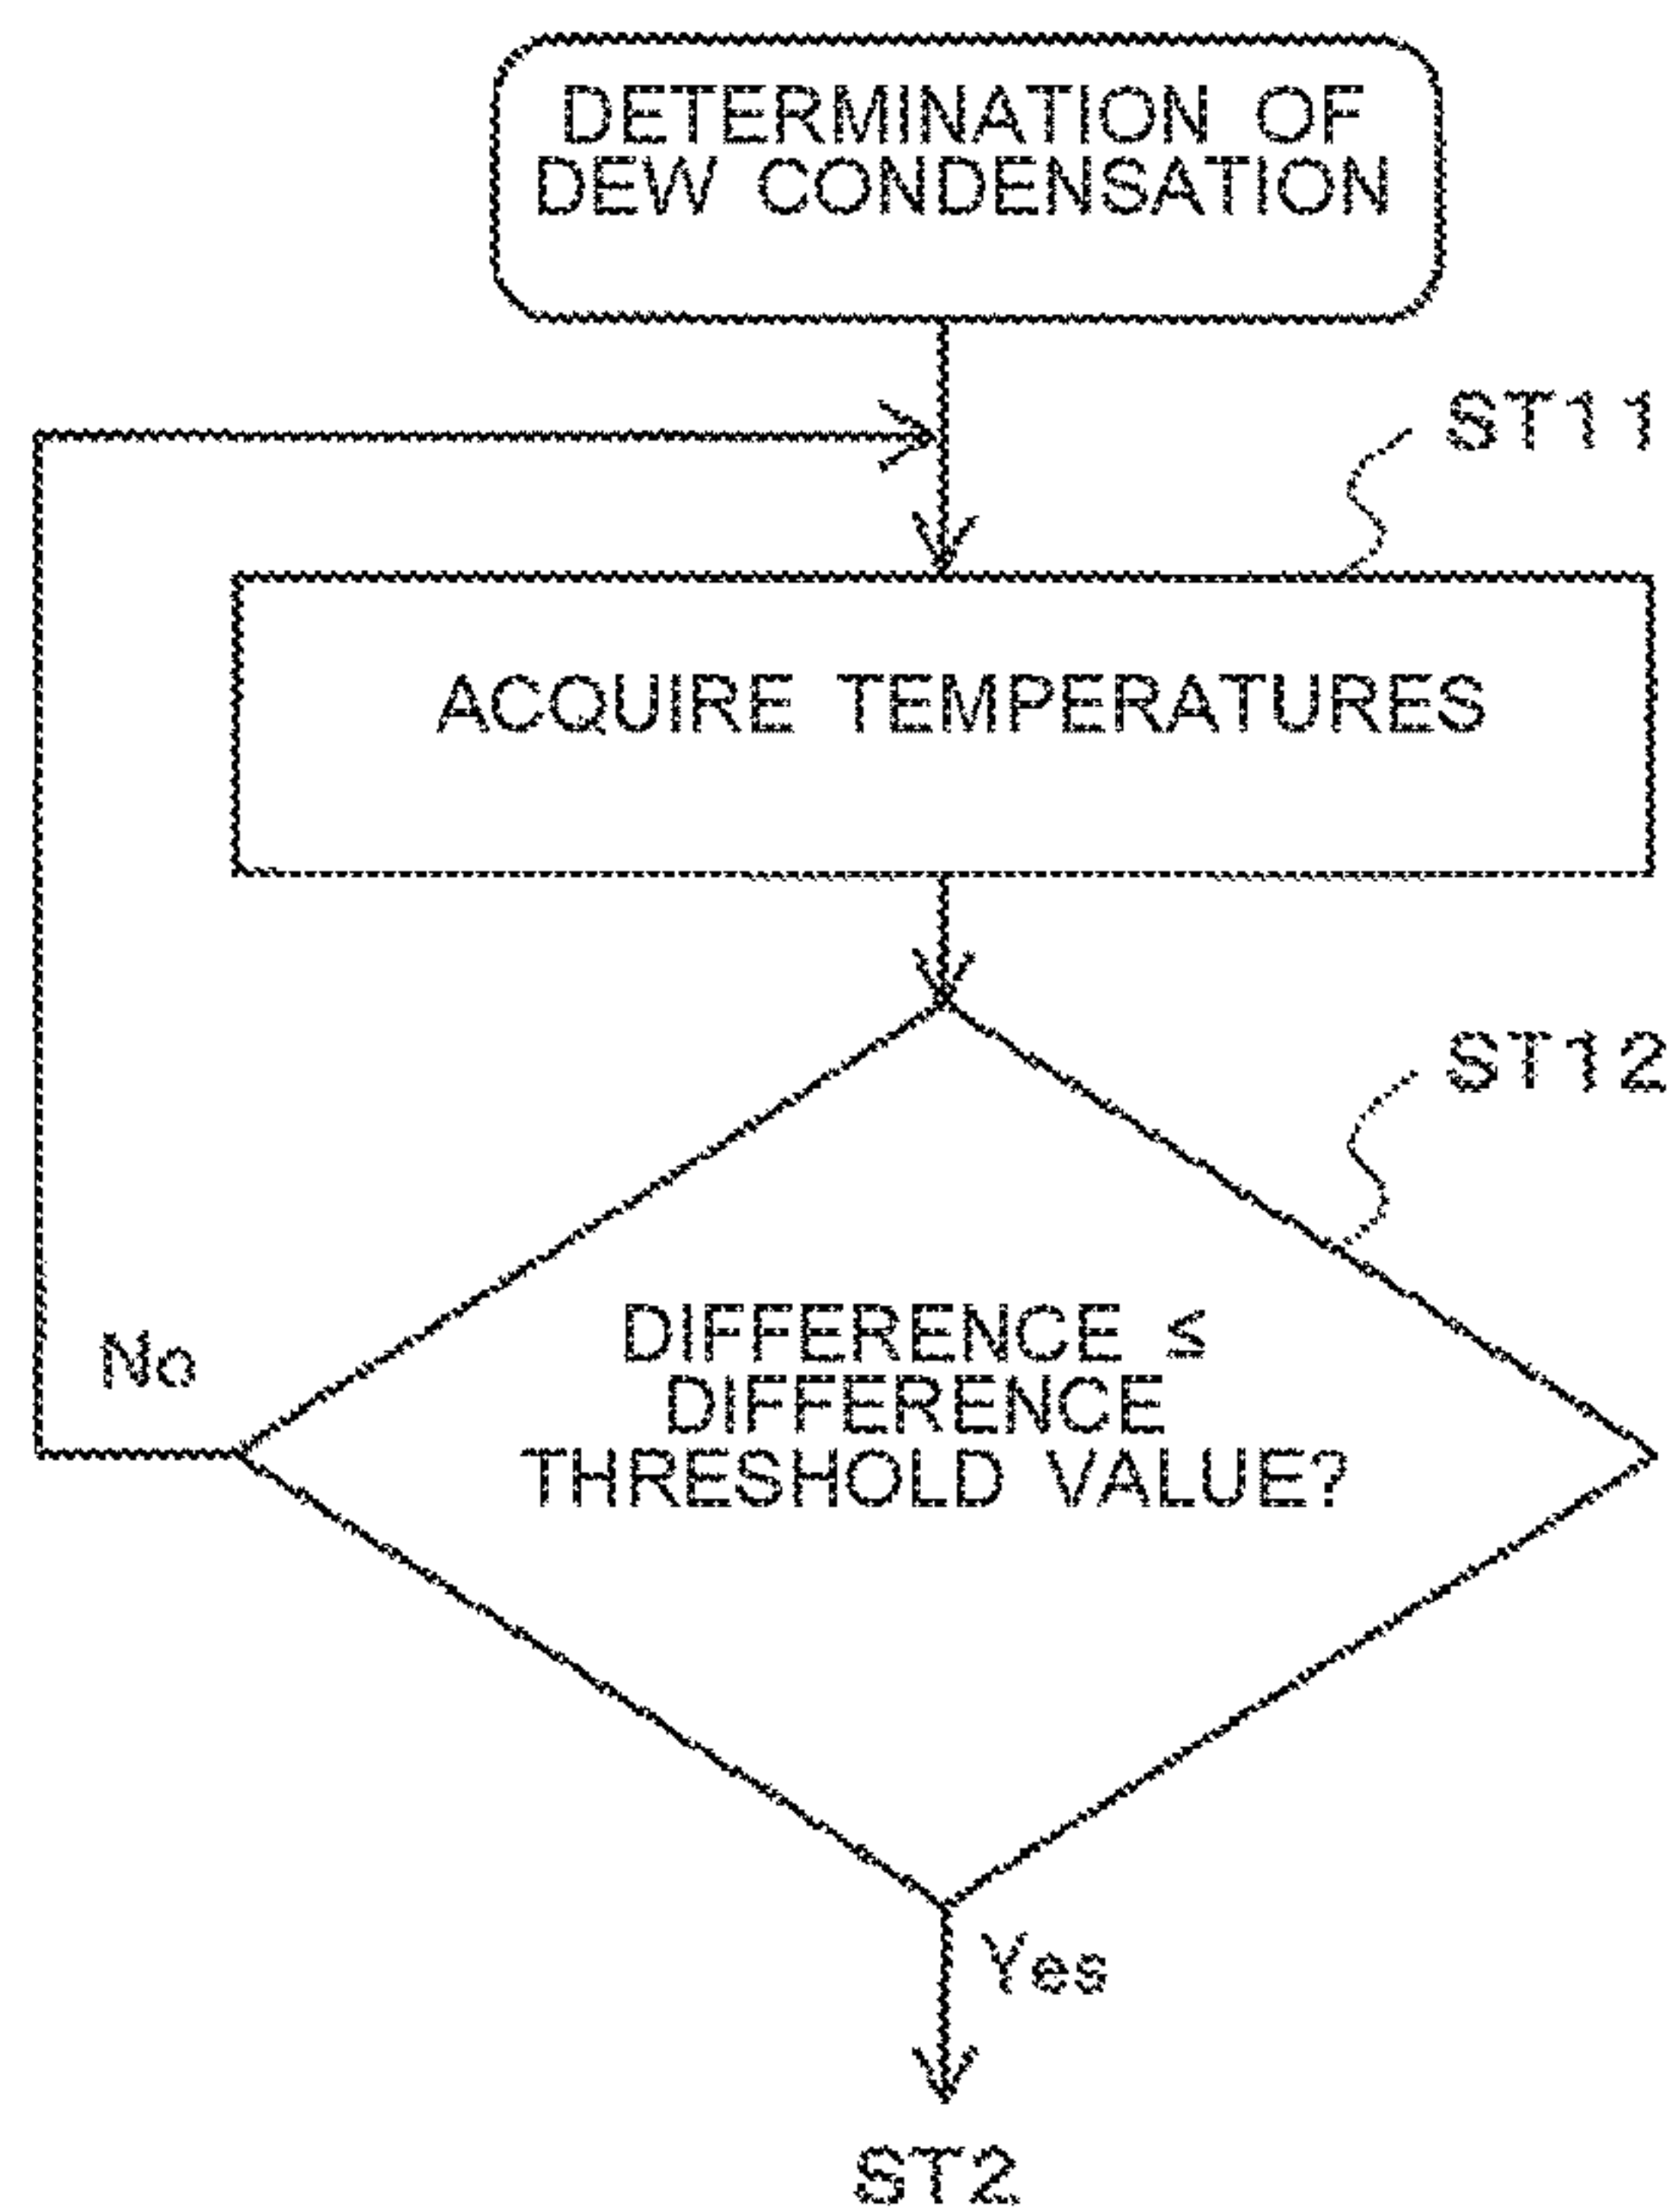 DETERMINATION OF
DEW CONDENSATION
ST11
ACQUIRE TEMPERATURES
ST12
DIFFERENCE ≤
DIFFERENCE
THRESHOLD VALUE?
No
Yes
ST2